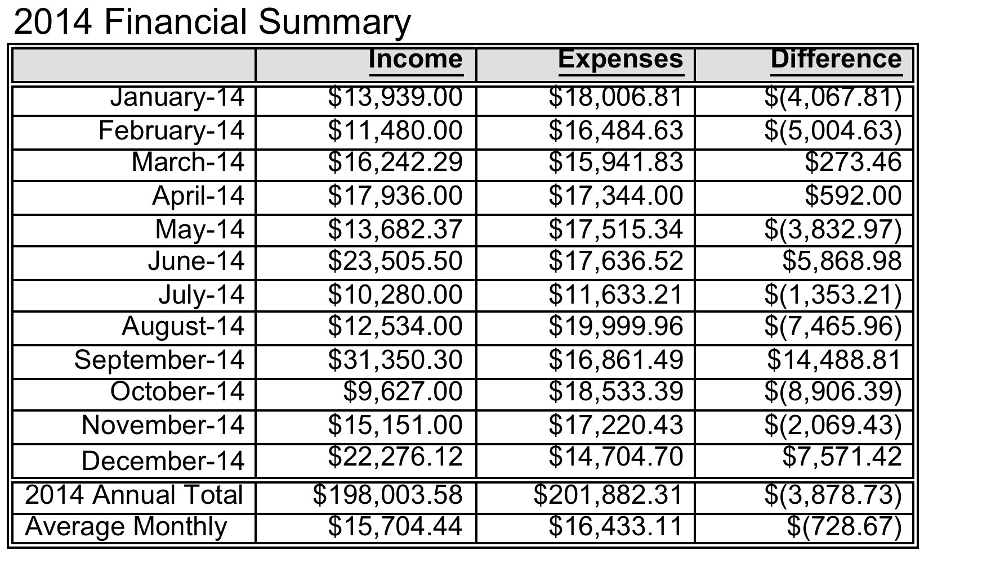 2014 Financial Summary
Income Expenses Difference
January-14 $13,939.00 $18,006.81 $(4,067.81)
February-14 $11,480.00 $16,484.63 $(5,004.63)
March-14 $16,242.29 $15,941.83 $273.46
April-14 $17,936.00 $17,344.00 $592.00
May-14 $13,682.37 $17,515.34 $(3,832.97)
June-14 $23,505.50 $17,636.52 $5,868.98
July-14 $10,280.00 $11,633.21 $(1,353.21)
August-14 $12,534.00 $19,999.96 $(7,465.96)
September-14 $31,350.30 $16,861.49 $14,488.81
October-14 $9,627.00 $18,533.39 $(8,906.39)
November-14 $15,151.00 $17,220.43 $(2,069.43)
December-14 $22,276.12 $14,704.70 $7,571.42
2014 Annual Total $198,003.58 $201,882.31 $(3,878.73)
Average Monthly $15,704.44 $16,433.11 $(728.67)